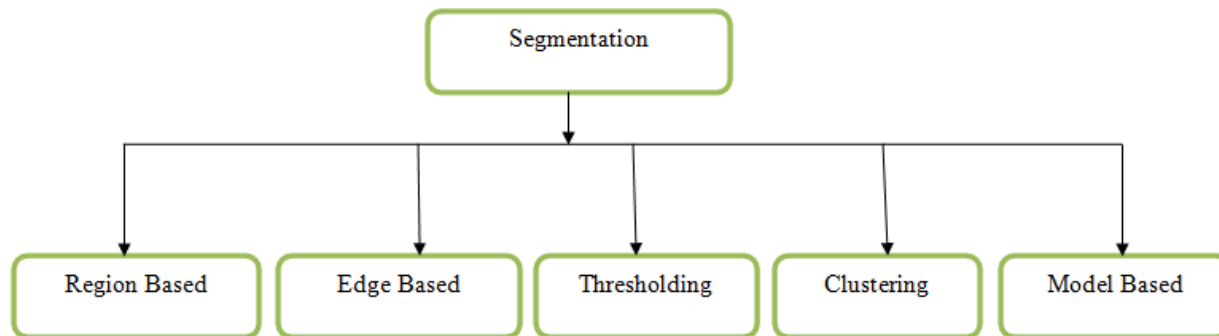 Segmentation
Region Based
Edge Based
Thresholding
Clustering
Model Based